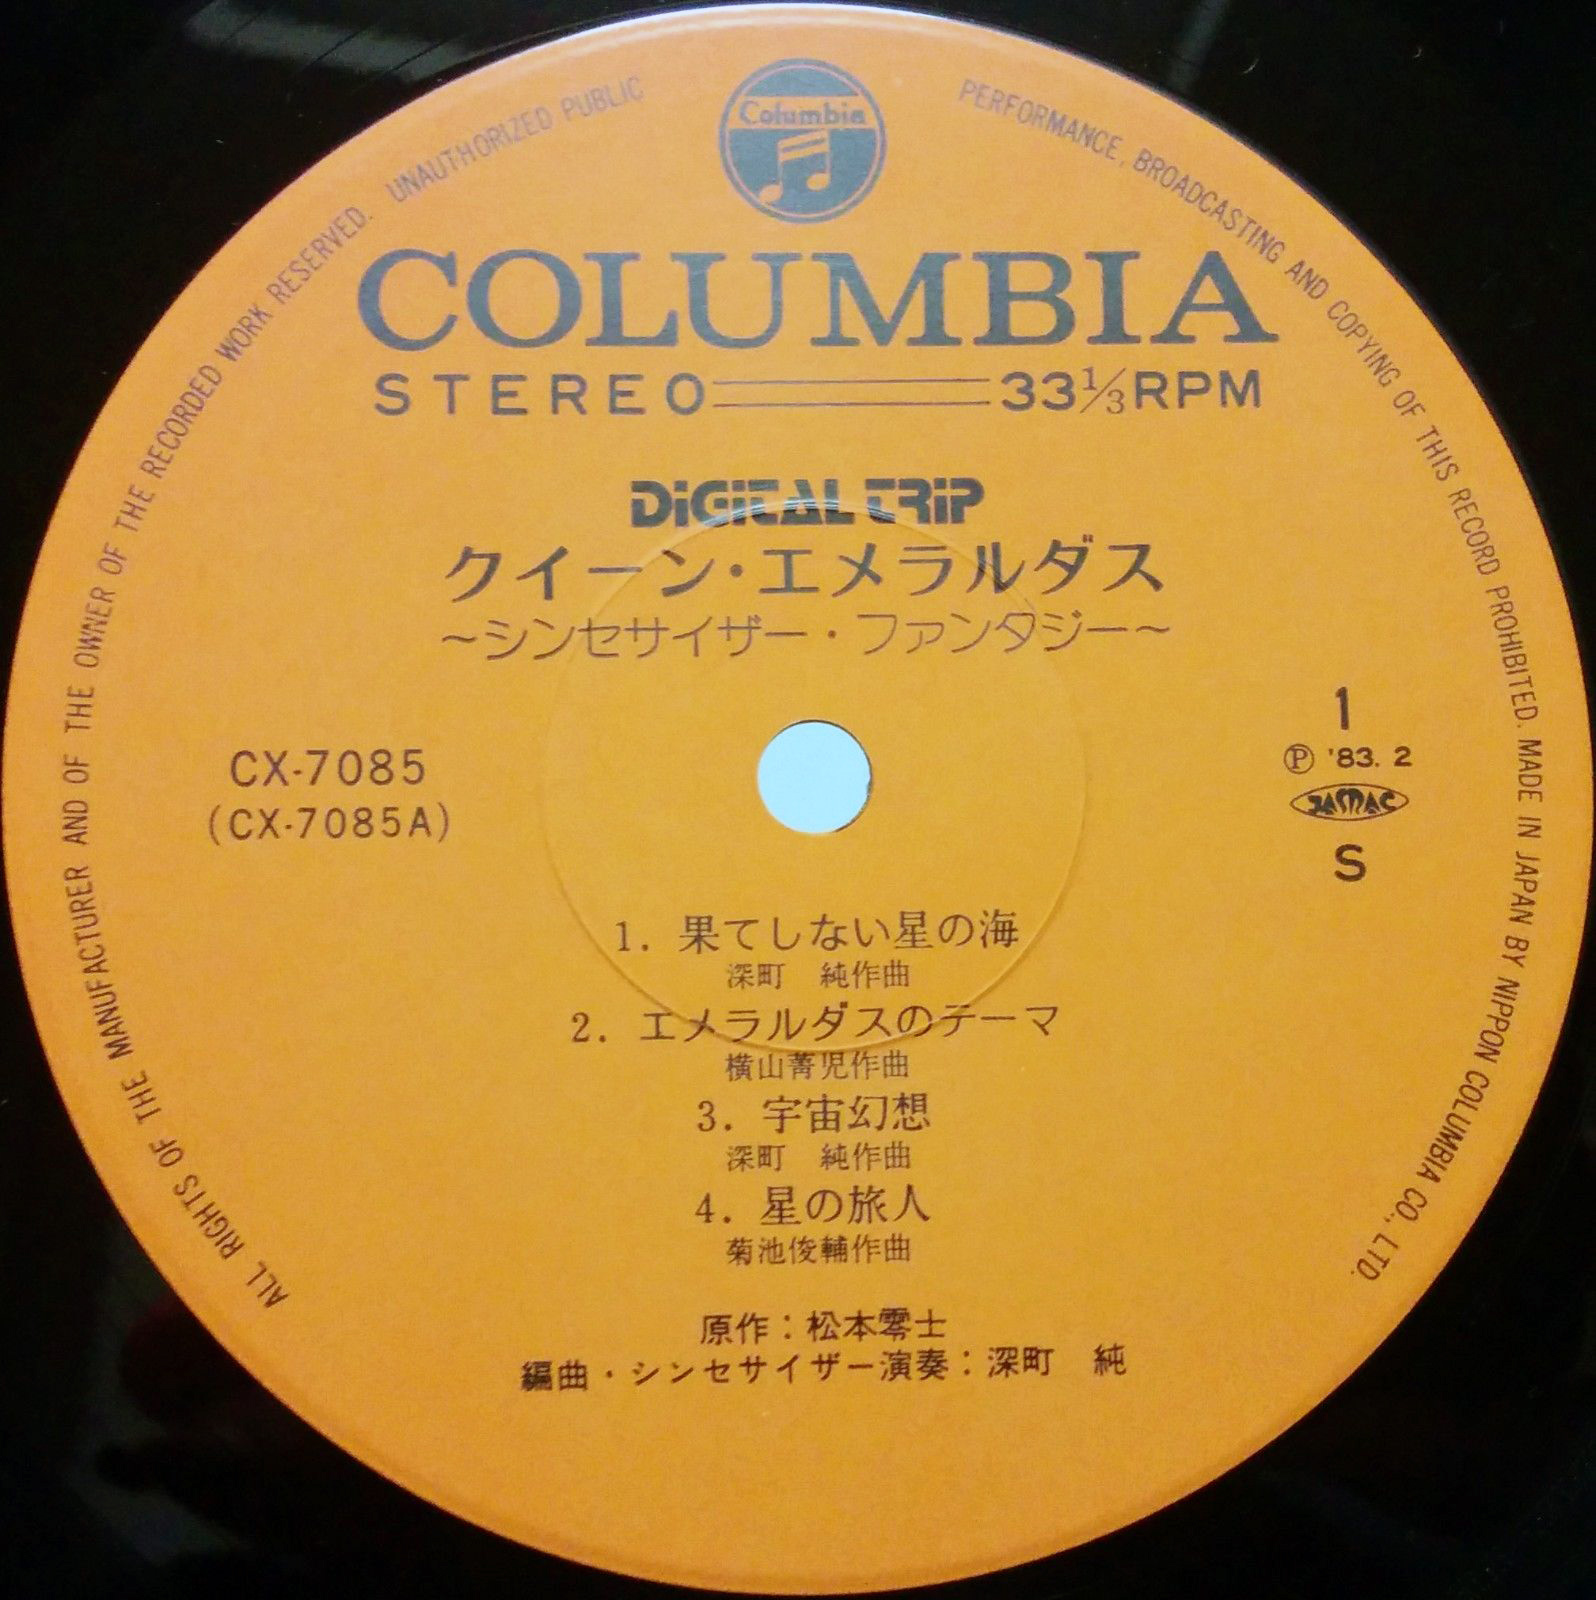 Columbia
COLUMBIA
STEREO 33 1/3 RPM
DiGiTAL TRiP
クイーン・エメラルダス
〜シンセサイザー・ファンタジー〜
CX-7085
(CX-7085A)
1
Ⓟ '83. 2
JASRAC
S
1. 果てしない星の海
深町 純作曲
2. エメラルダスのテーマ
横山菁児作曲
3. 宇宙幻想
深町 純作曲
4. 星の旅人
菊池俊輔作曲
原作：松本零士
編曲・シンセサイザー演奏：深町 純
ALL RIGHTS OF THE MANUFACTURER AND OF THE OWNER OF THE RECORDED WORK RESERVED. UNAUTHORIZED PUBLIC PERFORMANCE, BROADCASTING AND COPYING OF THIS RECORD PROHIBITED. MADE IN JAPAN BY NIPPON COLUMBIA CO., LTD.